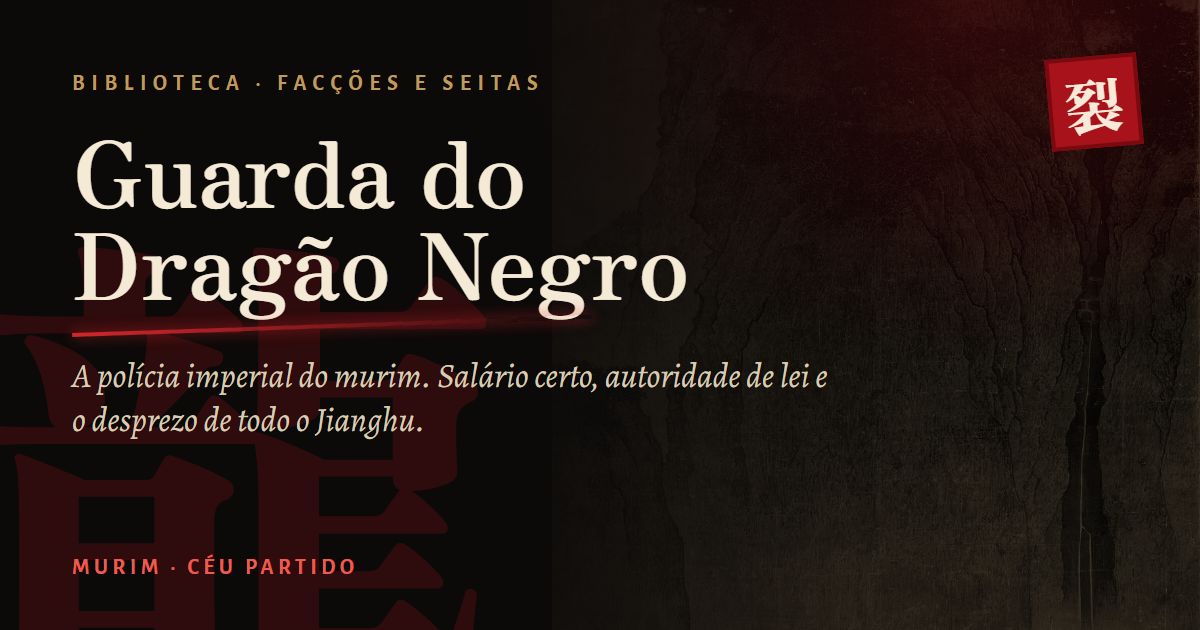 BIBLIOTECA · FACÇÕES E SEITAS
裂
Guarda do
Dragão Negro
A polícia imperial do murim. Salário certo, autoridade de lei e
o desprezo de todo o Jianghu.
龍
MURIM · CÉU PARTIDO